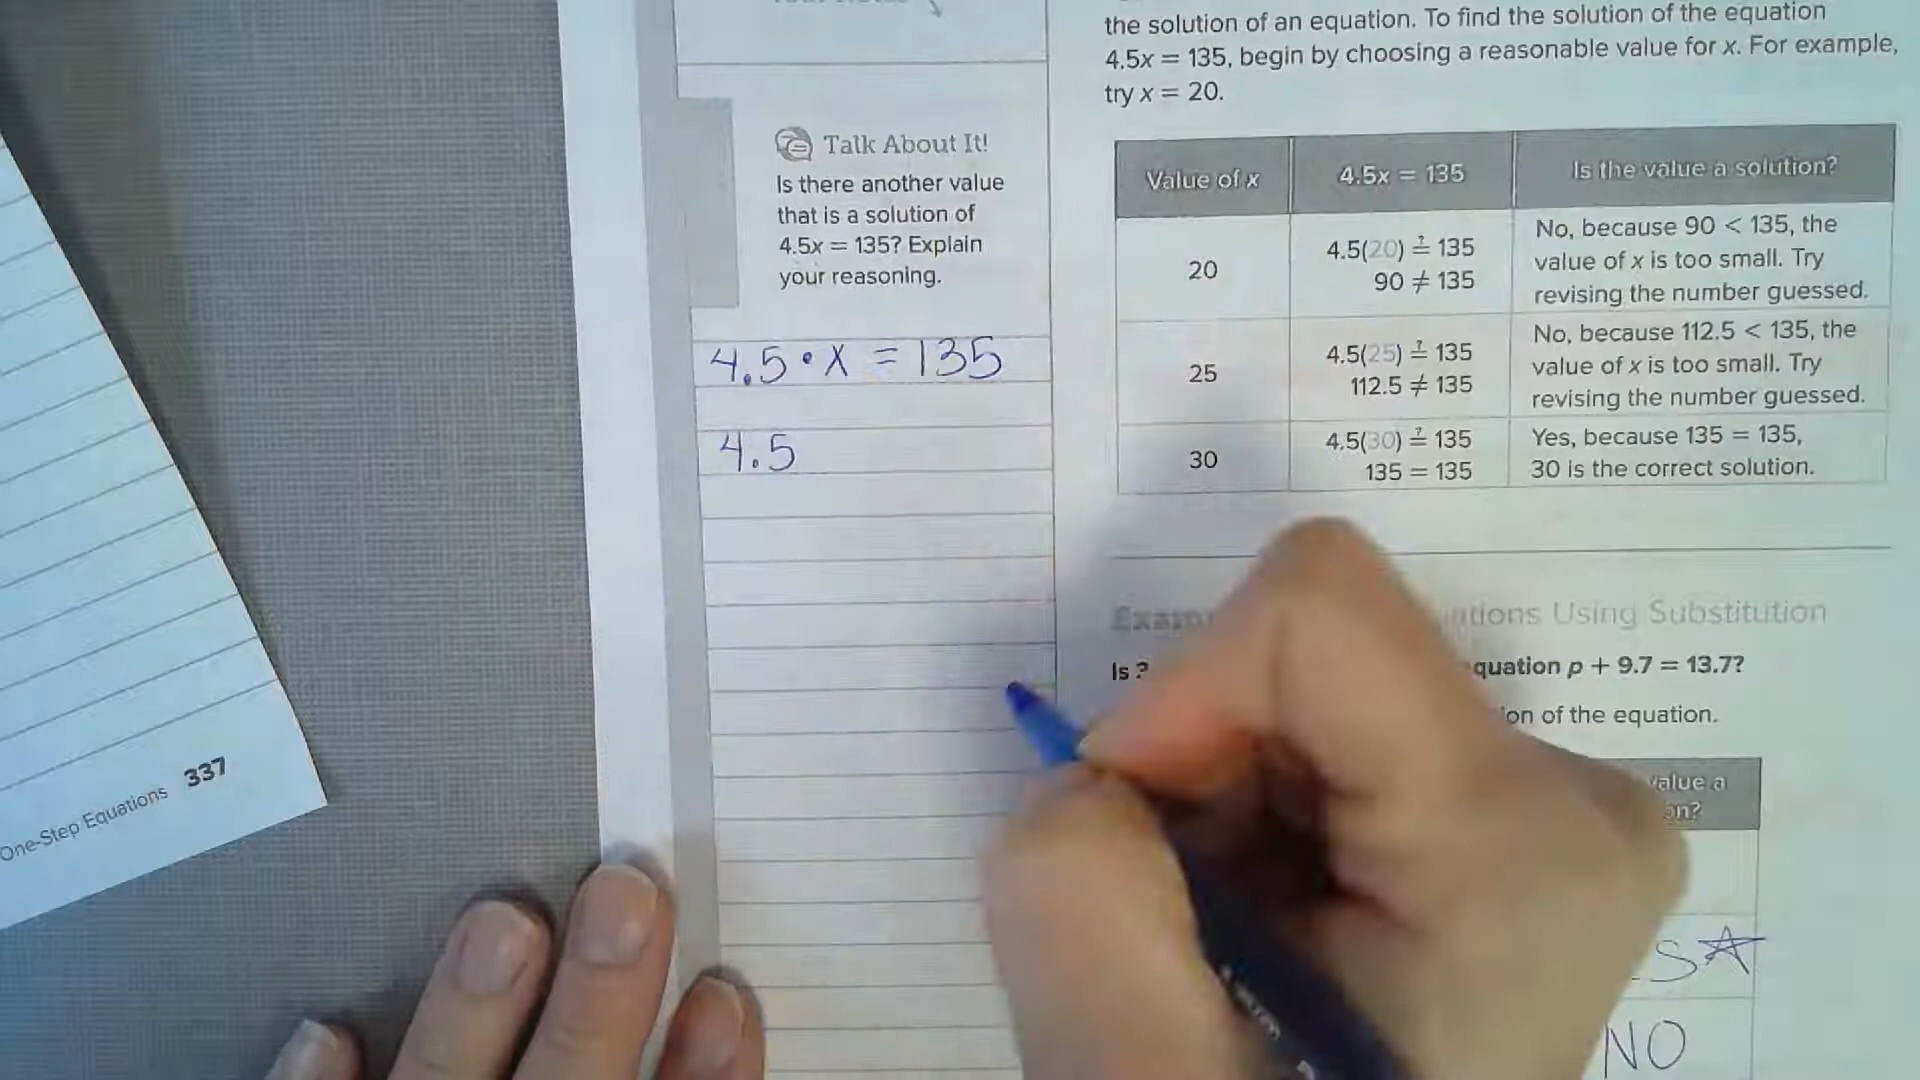 the solution of an equation. To find the solution of the equation
4.5x = 135, begin by choosing a reasonable value for x. For example,
try x = 20.
Talk About It!
Is there another value
that is a solution of
4.5x = 135? Explain
your reasoning.
4.5 • x = 135
4.5
Value of x
4.5x = 135
Is the value a solution?
20
4.5(20) ≟ 135
90 ≠ 135
No, because 90 < 135, the
value of x is too small. Try
revising the number guessed.
25
4.5(25) ≟ 135
112.5 ≠ 135
No, because 112.5 < 135, the
value of x is too small. Try
revising the number guessed.
30
4.5(30) ≟ 135
135 = 135
Yes, because 135 = 135,
30 is the correct solution.
Using Substitution
Is
p + 9.7 = 13.7?
of the equation.
a
NO
One-Step Equations 337